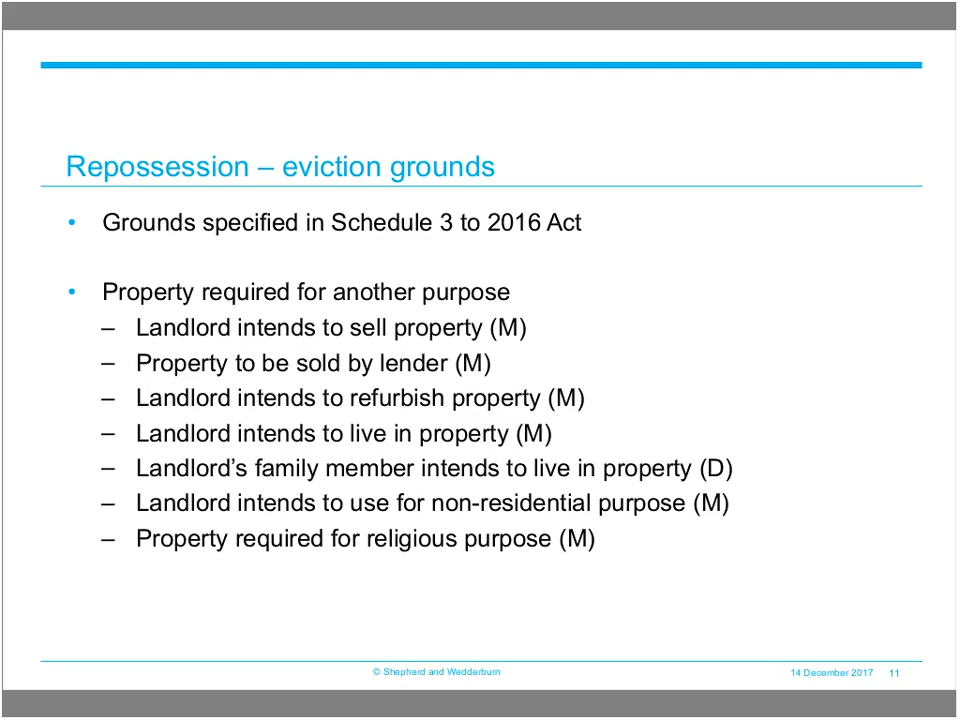 Repossession – eviction grounds
• Grounds specified in Schedule 3 to 2016 Act
• Property required for another purpose
– Landlord intends to sell property (M)
– Property to be sold by lender (M)
– Landlord intends to refurbish property (M)
– Landlord intends to live in property (M)
– Landlord’s family member intends to live in property (D)
– Landlord intends to use for non-residential purpose (M)
– Property required for religious purpose (M)
© Shepherd and Wedderburn 14 December 2017 11